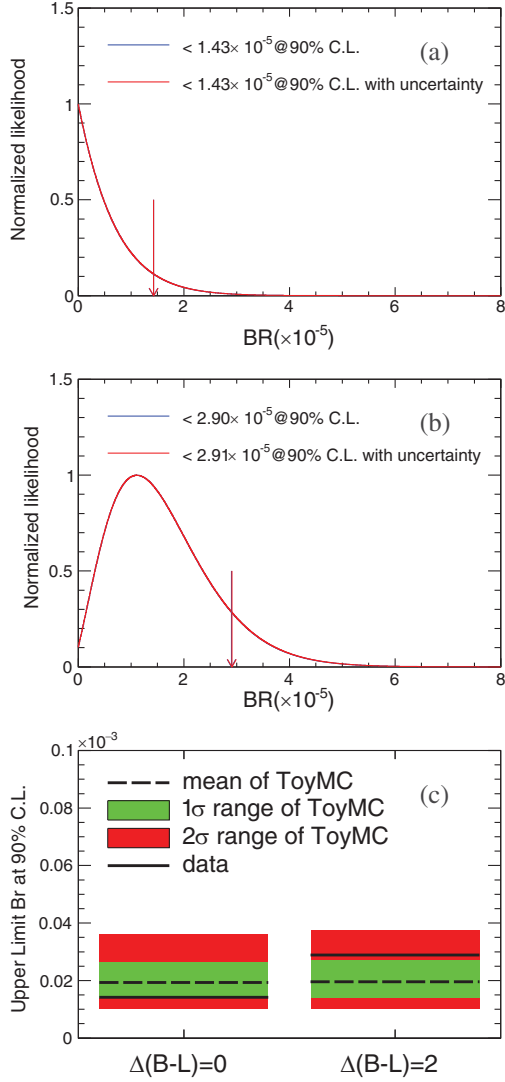 1.5
< 1.43× 10⁻⁵@90% C.L.
(a)
< 1.43× 10⁻⁵@90% C.L. with uncertainty
1
0.5
0
Normalized likelihood
0 2 4 6 8
BR(×10⁻⁵)
1.5
< 2.90× 10⁻⁵@90% C.L.
(b)
< 2.91× 10⁻⁵@90% C.L. with uncertainty
1
0.5
0
Normalized likelihood
0 2 4 6 8
BR(×10⁻⁵)
×10⁻³
0.1
mean of ToyMC
(c)
0.08
1σ range of ToyMC
2σ range of ToyMC
data
0.06
0.04
0.02
0
Upper Limit Br at 90% C.L.
Δ(B-L)=0 Δ(B-L)=2